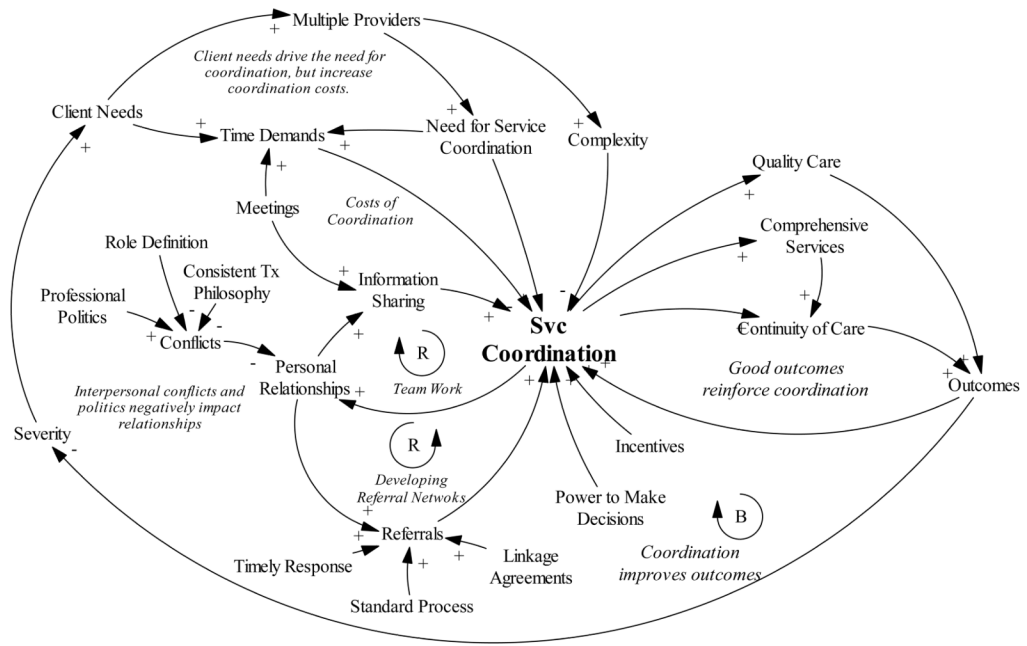 Multiple Providers
Client needs drive the need for
coordination, but increase
coordination costs.
Client Needs
Time Demands
Need for Service
Coordination
Complexity
Quality Care
Meetings
Costs of
Coordination
Comprehensive
Services
Role Definition
Consistent Tx
Philosophy
Information
Sharing
Professional
Politics
Conflicts
Svc
Coordination
Continuity of Care
R
Team Work
Personal
Relationships
Good outcomes
reinforce coordination
Outcomes
Interpersonal conflicts and
politics negatively impact
relationships
Severity
R
Developing
Referral Netwoks
Incentives
Power to Make
Decisions
B
Coordination
improves outcomes
Referrals
Timely Response
Linkage
Agreements
Standard Process